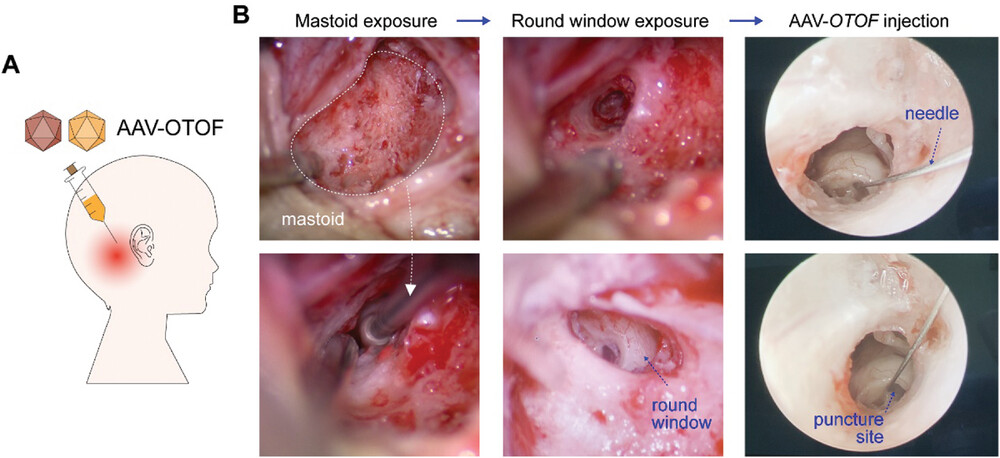 A
AAV-OTOF
B
Mastoid exposure
Round window exposure
AAV-OTOF injection
mastoid
needle
round
window
puncture
site